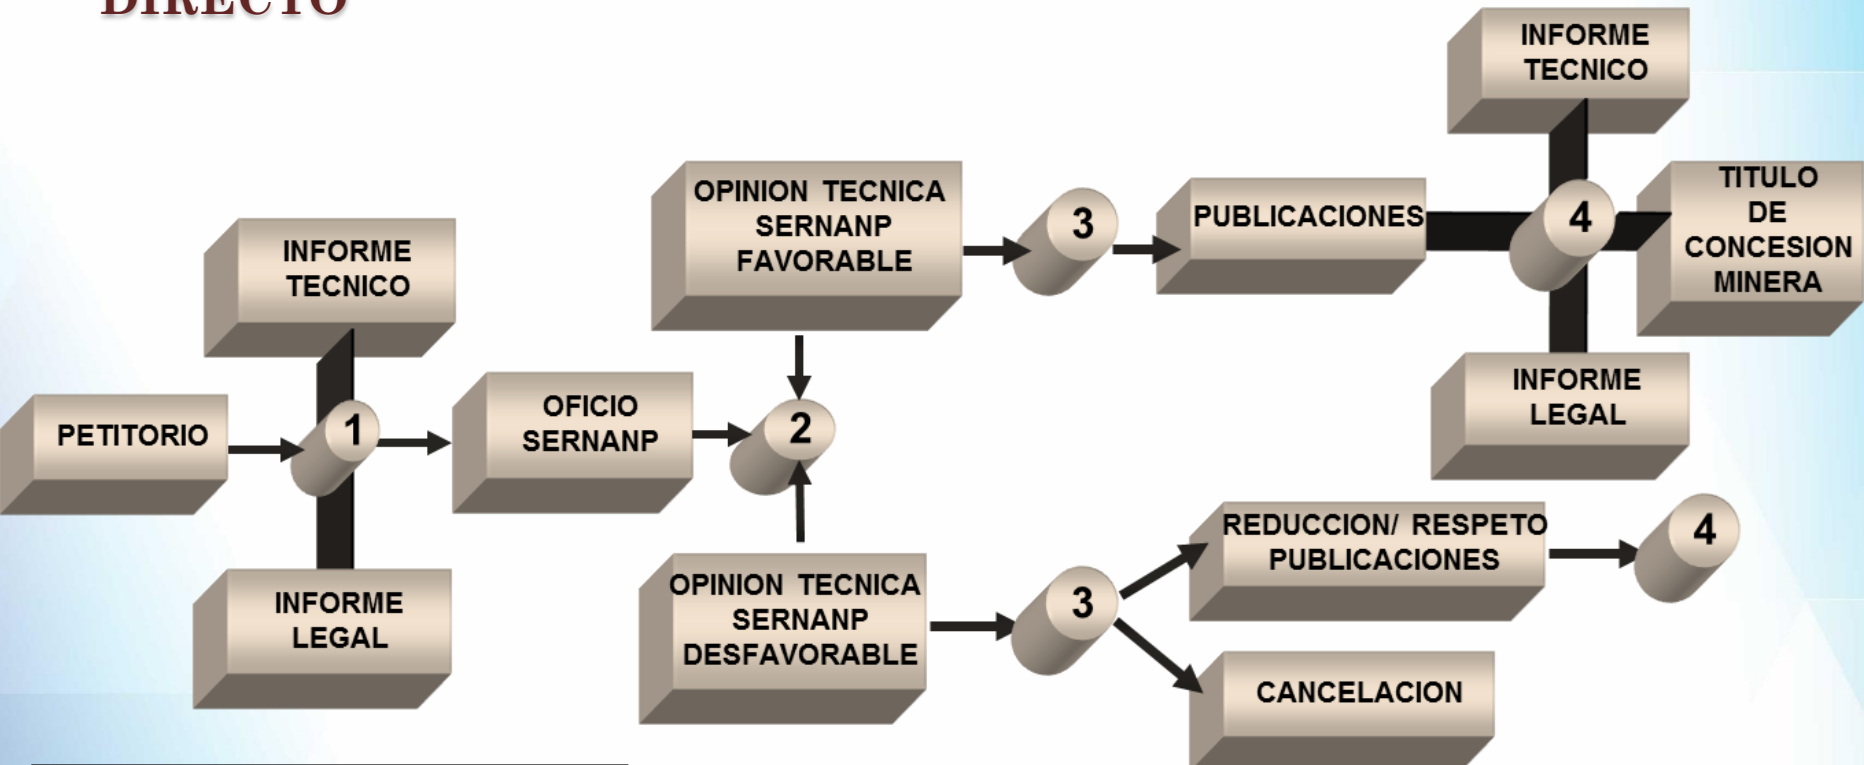 DIRECTO
INFORME
TECNICO
PETITORIO
1
INFORME
LEGAL
OFICIO
SERNANP
OPINION TECNICA
SERNANP
FAVORABLE
2
OPINION TECNICA
SERNANP
DESFAVORABLE
3
PUBLICACIONES
INFORME
TECNICO
4
TITULO
DE
CONCESION
MINERA
INFORME
LEGAL
3
REDUCCION/ RESPETO
PUBLICACIONES
4
CANCELACION